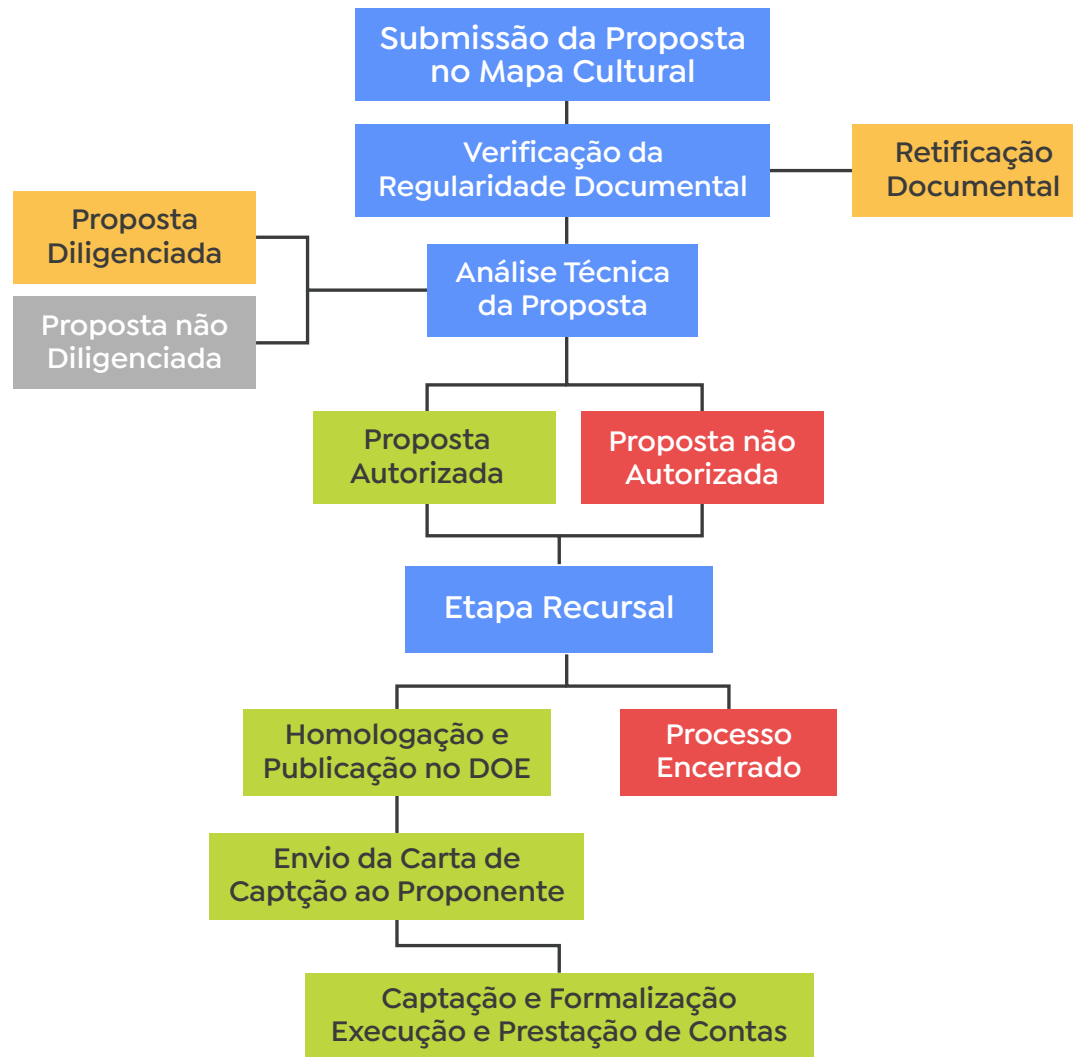 Submissão da Proposta
no Mapa Cultural
Verificação da
Regularidade Documental
Retificação
Documental
Proposta
Diligenciada
Proposta não
Diligenciada
Análise Técnica
da Proposta
Proposta
Autorizada
Proposta não
Autorizada
Etapa Recursal
Homologação e
Publicação no DOE
Processo
Encerrado
Envio da Carta de
Captção ao Proponente
Captação e Formalização
Execução e Prestação de Contas